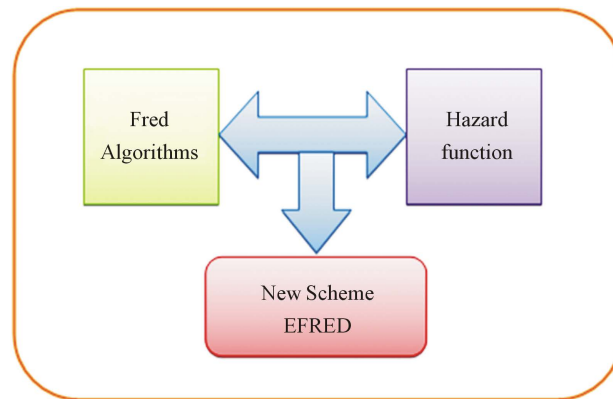 Fred
Algorithms
Hazard
function
New Scheme
EFRED